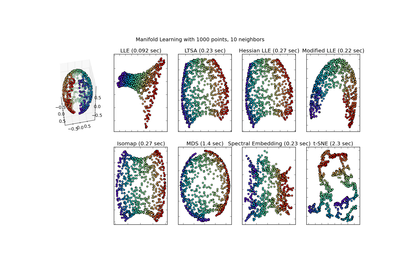 Manifold Learning with 1000 points, 10 neighbors
LLE (0.092 sec)
LTSA (0.23 sec)
Hessian LLE (0.27 sec)
Modified LLE (0.22 sec)
Isomap (0.27 sec)
MDS (1.4 sec)
Spectral Embedding (0.23 sec)
t-SNE (2.3 sec)